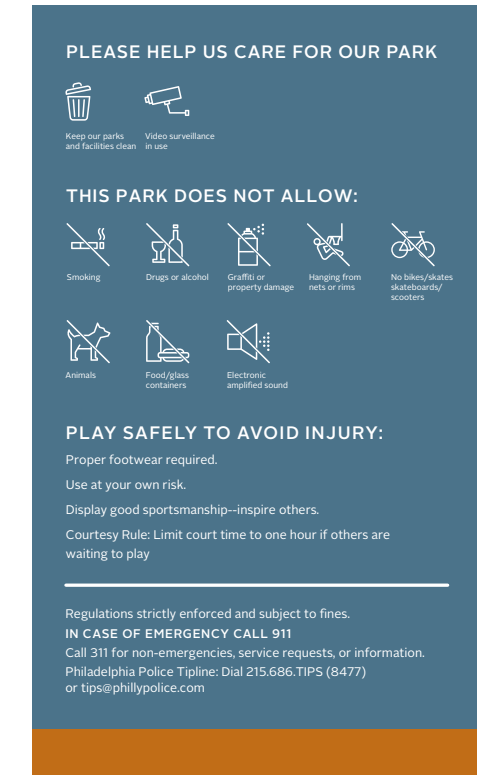 PLEASE HELP US CARE FOR OUR PARK
Keep our parks
and facilities clean
Video surveillance
in use
THIS PARK DOES NOT ALLOW:
Smoking
Drugs or alcohol
Graffiti or
property damage
Hanging from
nets or rims
No bikes/skates
skateboards/
scooters
Animals
Food/glass
containers
Electronic
amplified sound
PLAY SAFELY TO AVOID INJURY:
Proper footwear required.
Use at your own risk.
Display good sportsmanship--inspire others.
Courtesy Rule: Limit court time to one hour if others are
waiting to play
Regulations strictly enforced and subject to fines.
IN CASE OF EMERGENCY CALL 911
Call 311 for non-emergencies, service requests, or information.
Philadelphia Police Tipline: Dial 215.686.TIPS (8477)
or tips@phillypolice.com